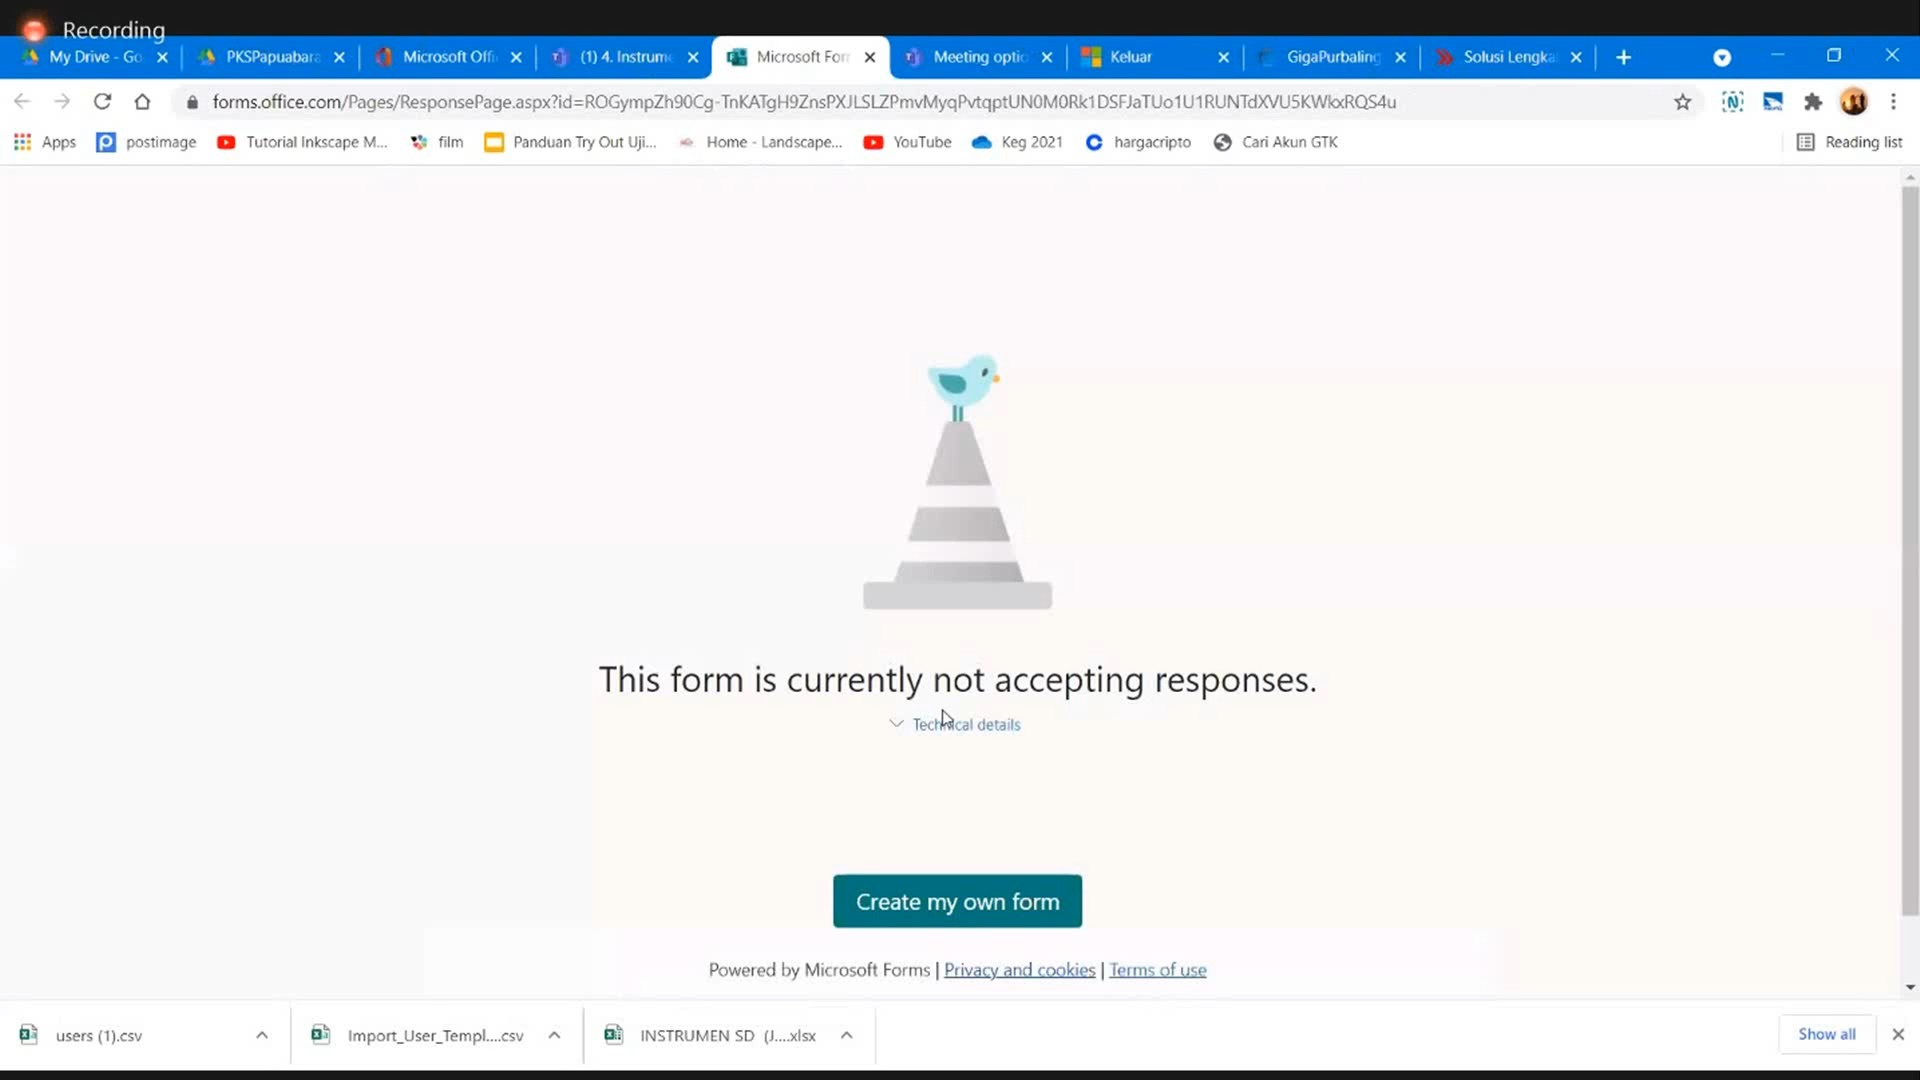 Recording
My Drive - Go
PKSPapuabara
Microsoft Offi
(1) 4. Instrume
Microsoft For
Meeting optio
Keluar
GigaPurbaling
Solusi Lengka
forms.office.com/Pages/ResponsePage.aspx?id=ROGympZh90Cg-TnKATgH9ZnsPXJLSLZPmvMyqPvtqptUN0M0Rk1DSFJaTUo1U1RUNTdXVU5KWkxRQS4u
Apps
postimage
Tutorial Inkscape M...
film
Panduan Try Out Uji...
Home - Landscape...
YouTube
Keg 2021
hargacripto
Cari Akun GTK
Reading list
This form is currently not accepting responses.
Technical details
Create my own form
Powered by Microsoft Forms | Privacy and cookies | Terms of use
users (1).csv
Import_User_Templ....csv
INSTRUMEN SD (J....xlsx
Show all